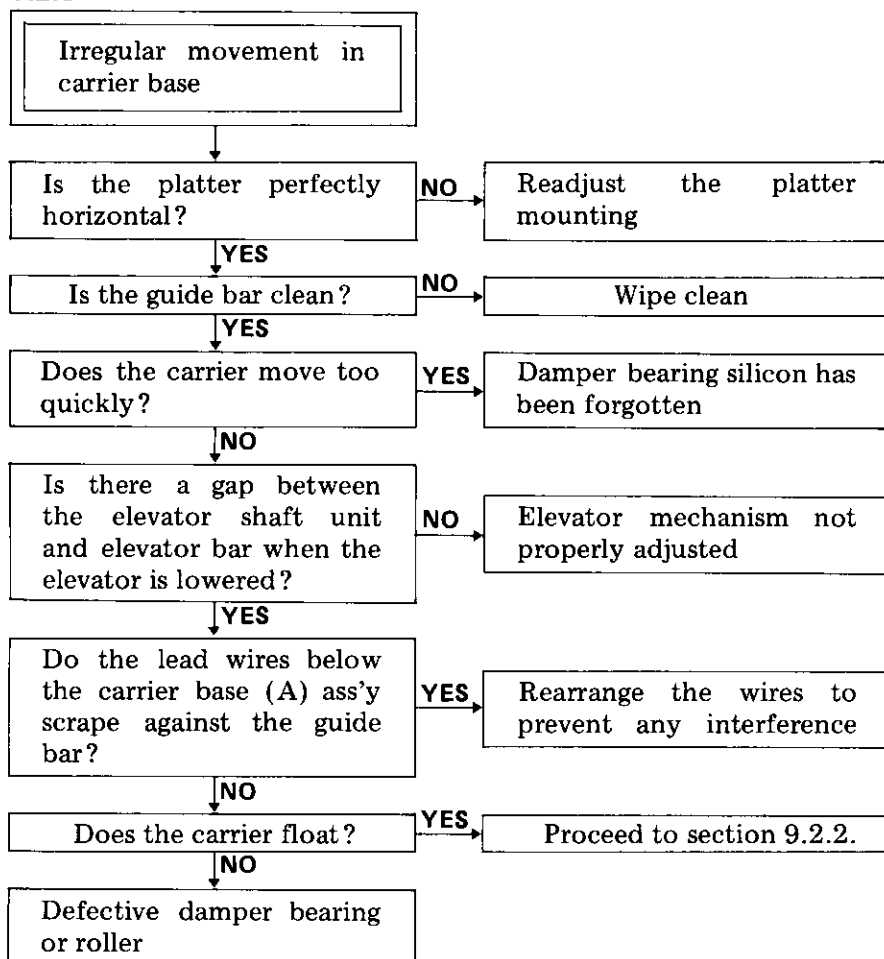 Irregular movement in
carrier base
Is the platter perfectly
horizontal?
NO
Readjust the platter
mounting
YES
Is the guide bar clean?
NO
Wipe clean
YES
Does the carrier move too
quickly?
YES
Damper bearing silicon has
been forgotten
NO
Is there a gap between
the elevator shaft unit
and elevator bar when the
elevator is lowered?
NO
Elevator mechanism not
properly adjusted
YES
Do the lead wires below
the carrier base (A) ass'y
scrape against the guide
bar?
YES
Rearrange the wires to
prevent any interference
NO
Does the carrier float?
YES
Proceed to section 9.2.2.
NO
Defective damper bearing
or roller